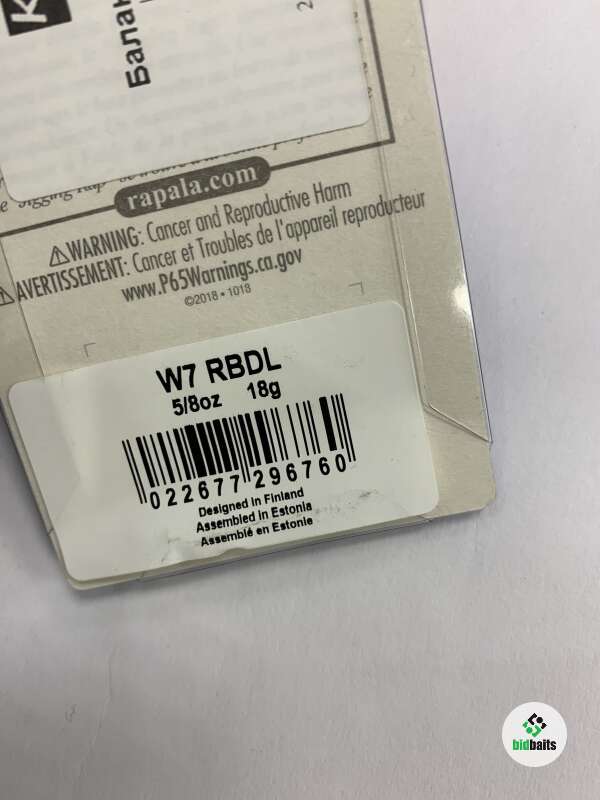 К
Балан
2
rapala.com
⚠WARNING: Cancer and Reproductive Harm
⚠AVERTISSEMENT: Cancer et Troubles de l'appareil reproducteur
www.P65Warnings.ca.gov
©2018 • 1018
W7 RBDL
5/8oz 18g
022677296760
Designed in Finland
Assembled in Estonia
Assemblé en Estonie
bidbaits